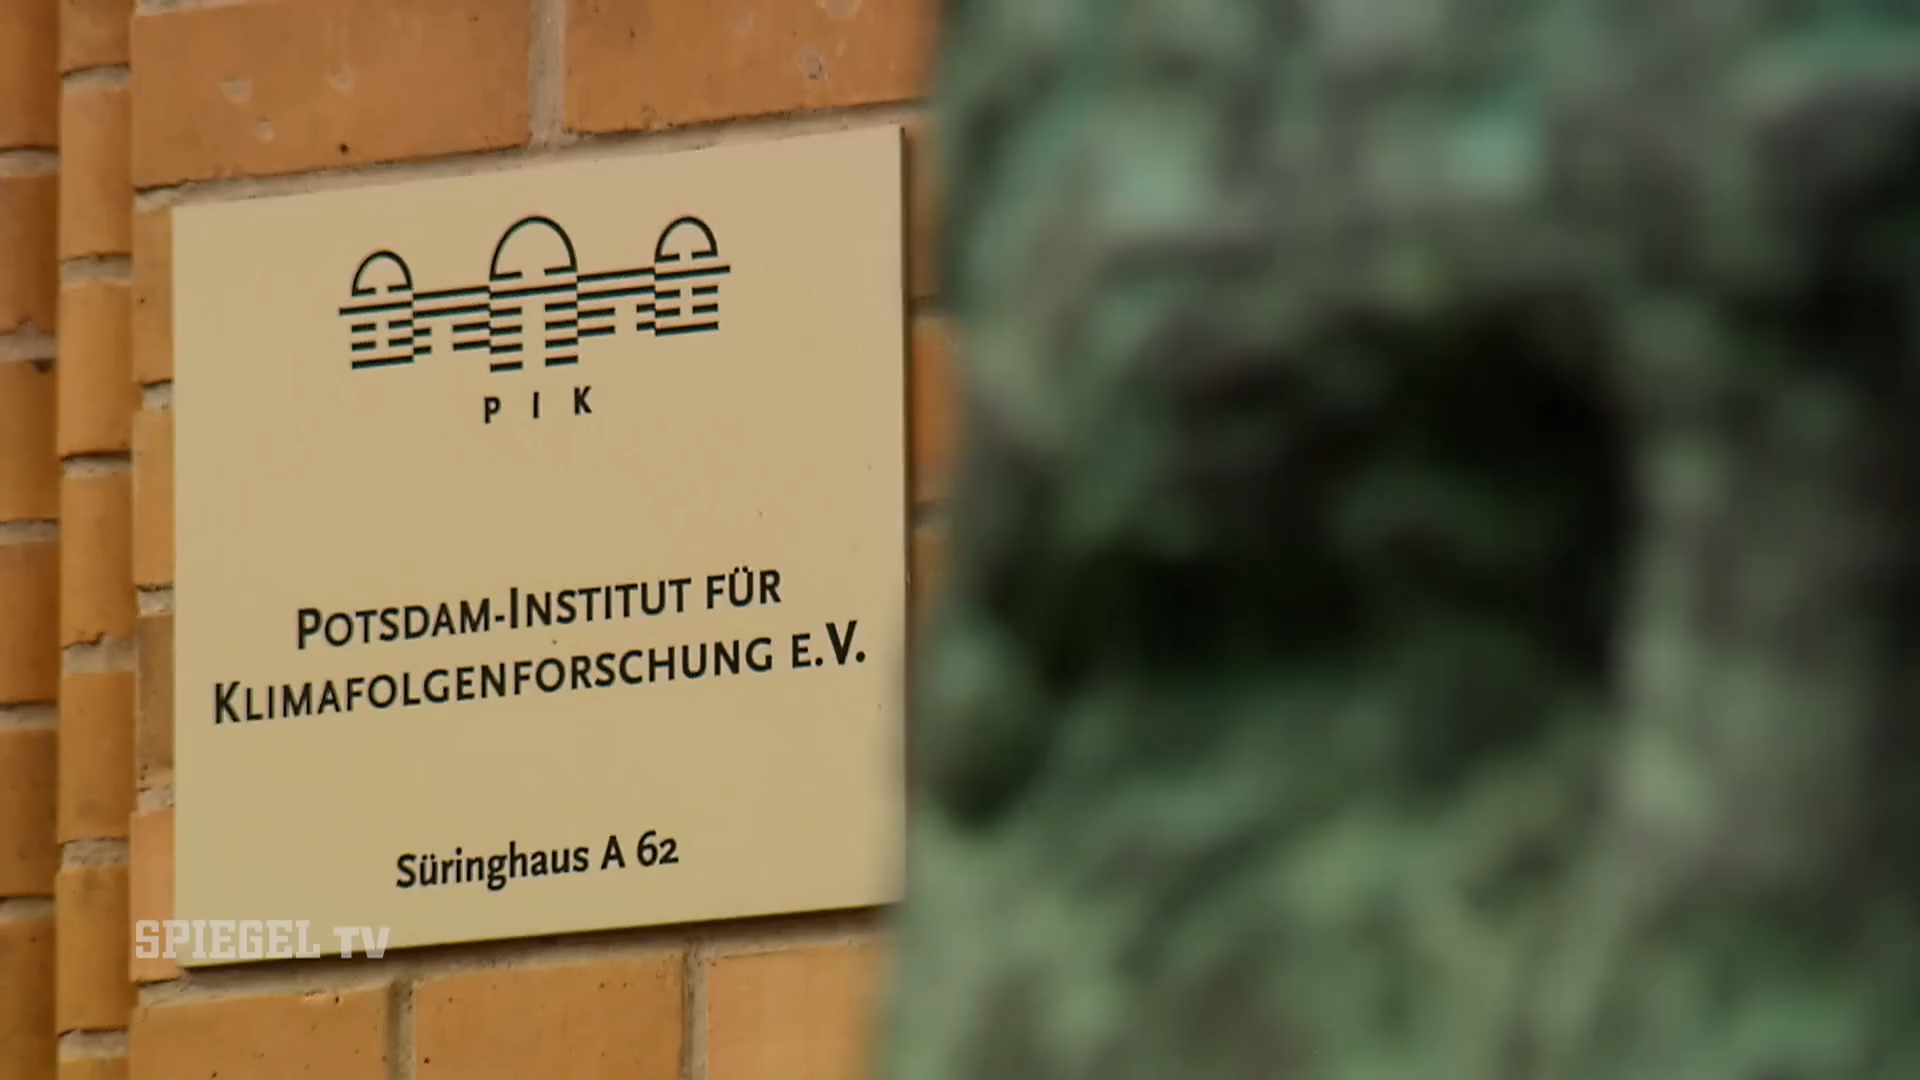 PIK
POTSDAM-INSTITUT FÜR
KLIMAFOLGENFORSCHUNG E.V.
Süringhaus A 62
SPIEGEL TV